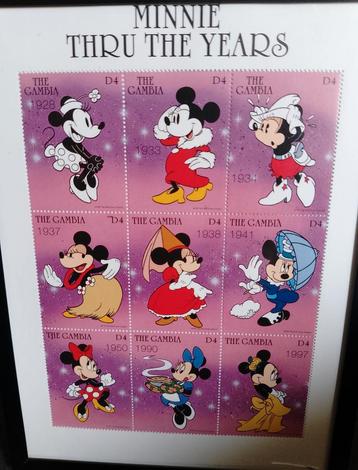 MINNIE
THRU THE YEARS
THE GAMBIA D4
1928
THE GAMBIA D4
1933
THE GAMBIA D4
1934
THE GAMBIA D4
1937
THE GAMBIA D4
1938
THE GAMBIA D4
1941
THE GAMBIA D4
1950
THE GAMBIA D4
1990
THE GAMBIA D4
1997